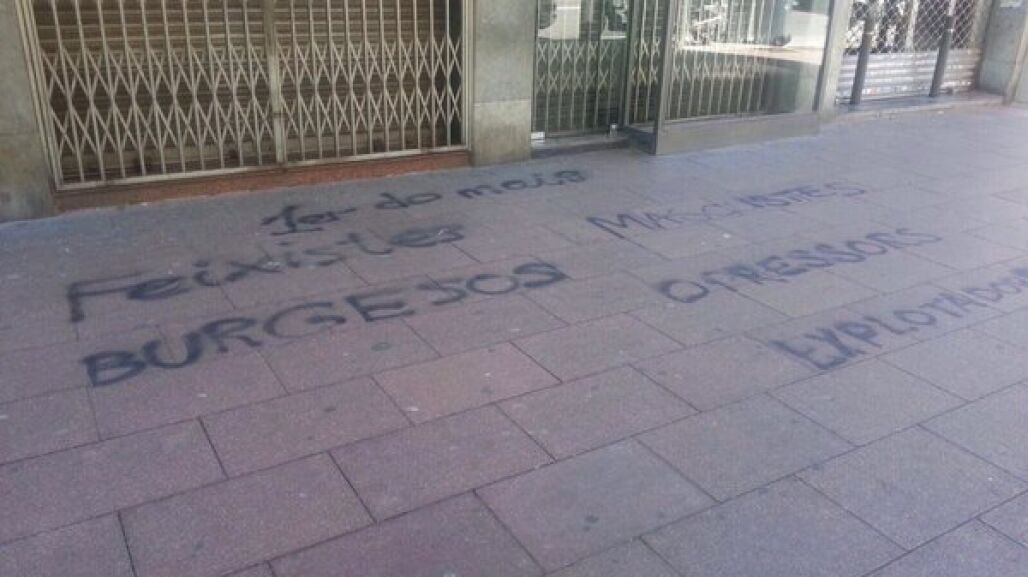 1er do maio
Feixistes
BURGESOS
MASCLISTES
OPRESSORS
EXPLOTADOR